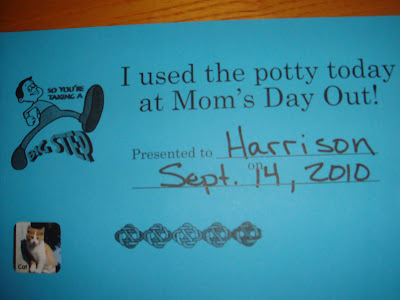 SO YOU'RE
TAKING A
BIG STEP
I used the potty today
at Mom's Day Out!
Presented to Harrison
on
Sept. 14, 2010
Cat